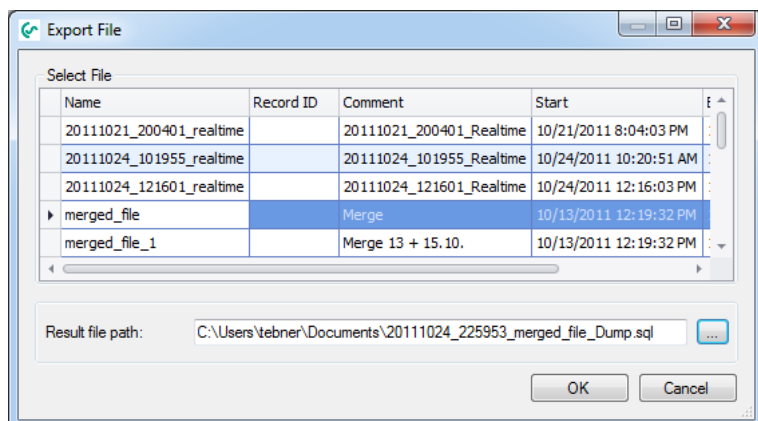 Export File
Select File
Name Record ID Comment Start
20111021_200401_realtime 20111021_200401_Realtime 10/21/2011 8:04:03 PM
20111024_101955_realtime 20111024_101955_Realtime 10/24/2011 10:20:51 AM
20111024_121601_realtime 20111024_121601_Realtime 10/24/2011 12:16:03 PM
merged_file Merge 10/13/2011 12:19:32 PM
merged_file_1 Merge 13 + 15.10. 10/13/2011 12:19:32 PM
Result file path: C:\Users\tebner\Documents\20111024_225953_merged_file_Dump.sql ...
OK Cancel